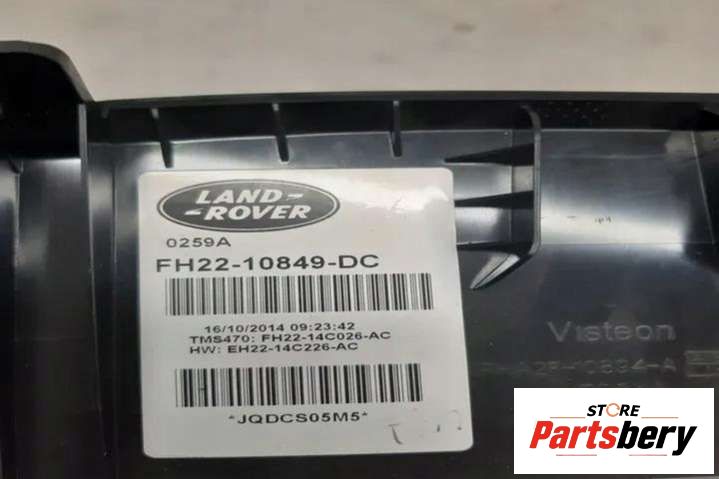 LAND-
-ROVER
0259A
FH22-10849-DC
16/10/2014 09:23:42
TMS470: FH22-14C026-AC
HW: EH22-14C226-AC
*JQDCS05M5*
Visteon
STORE
Partsbery